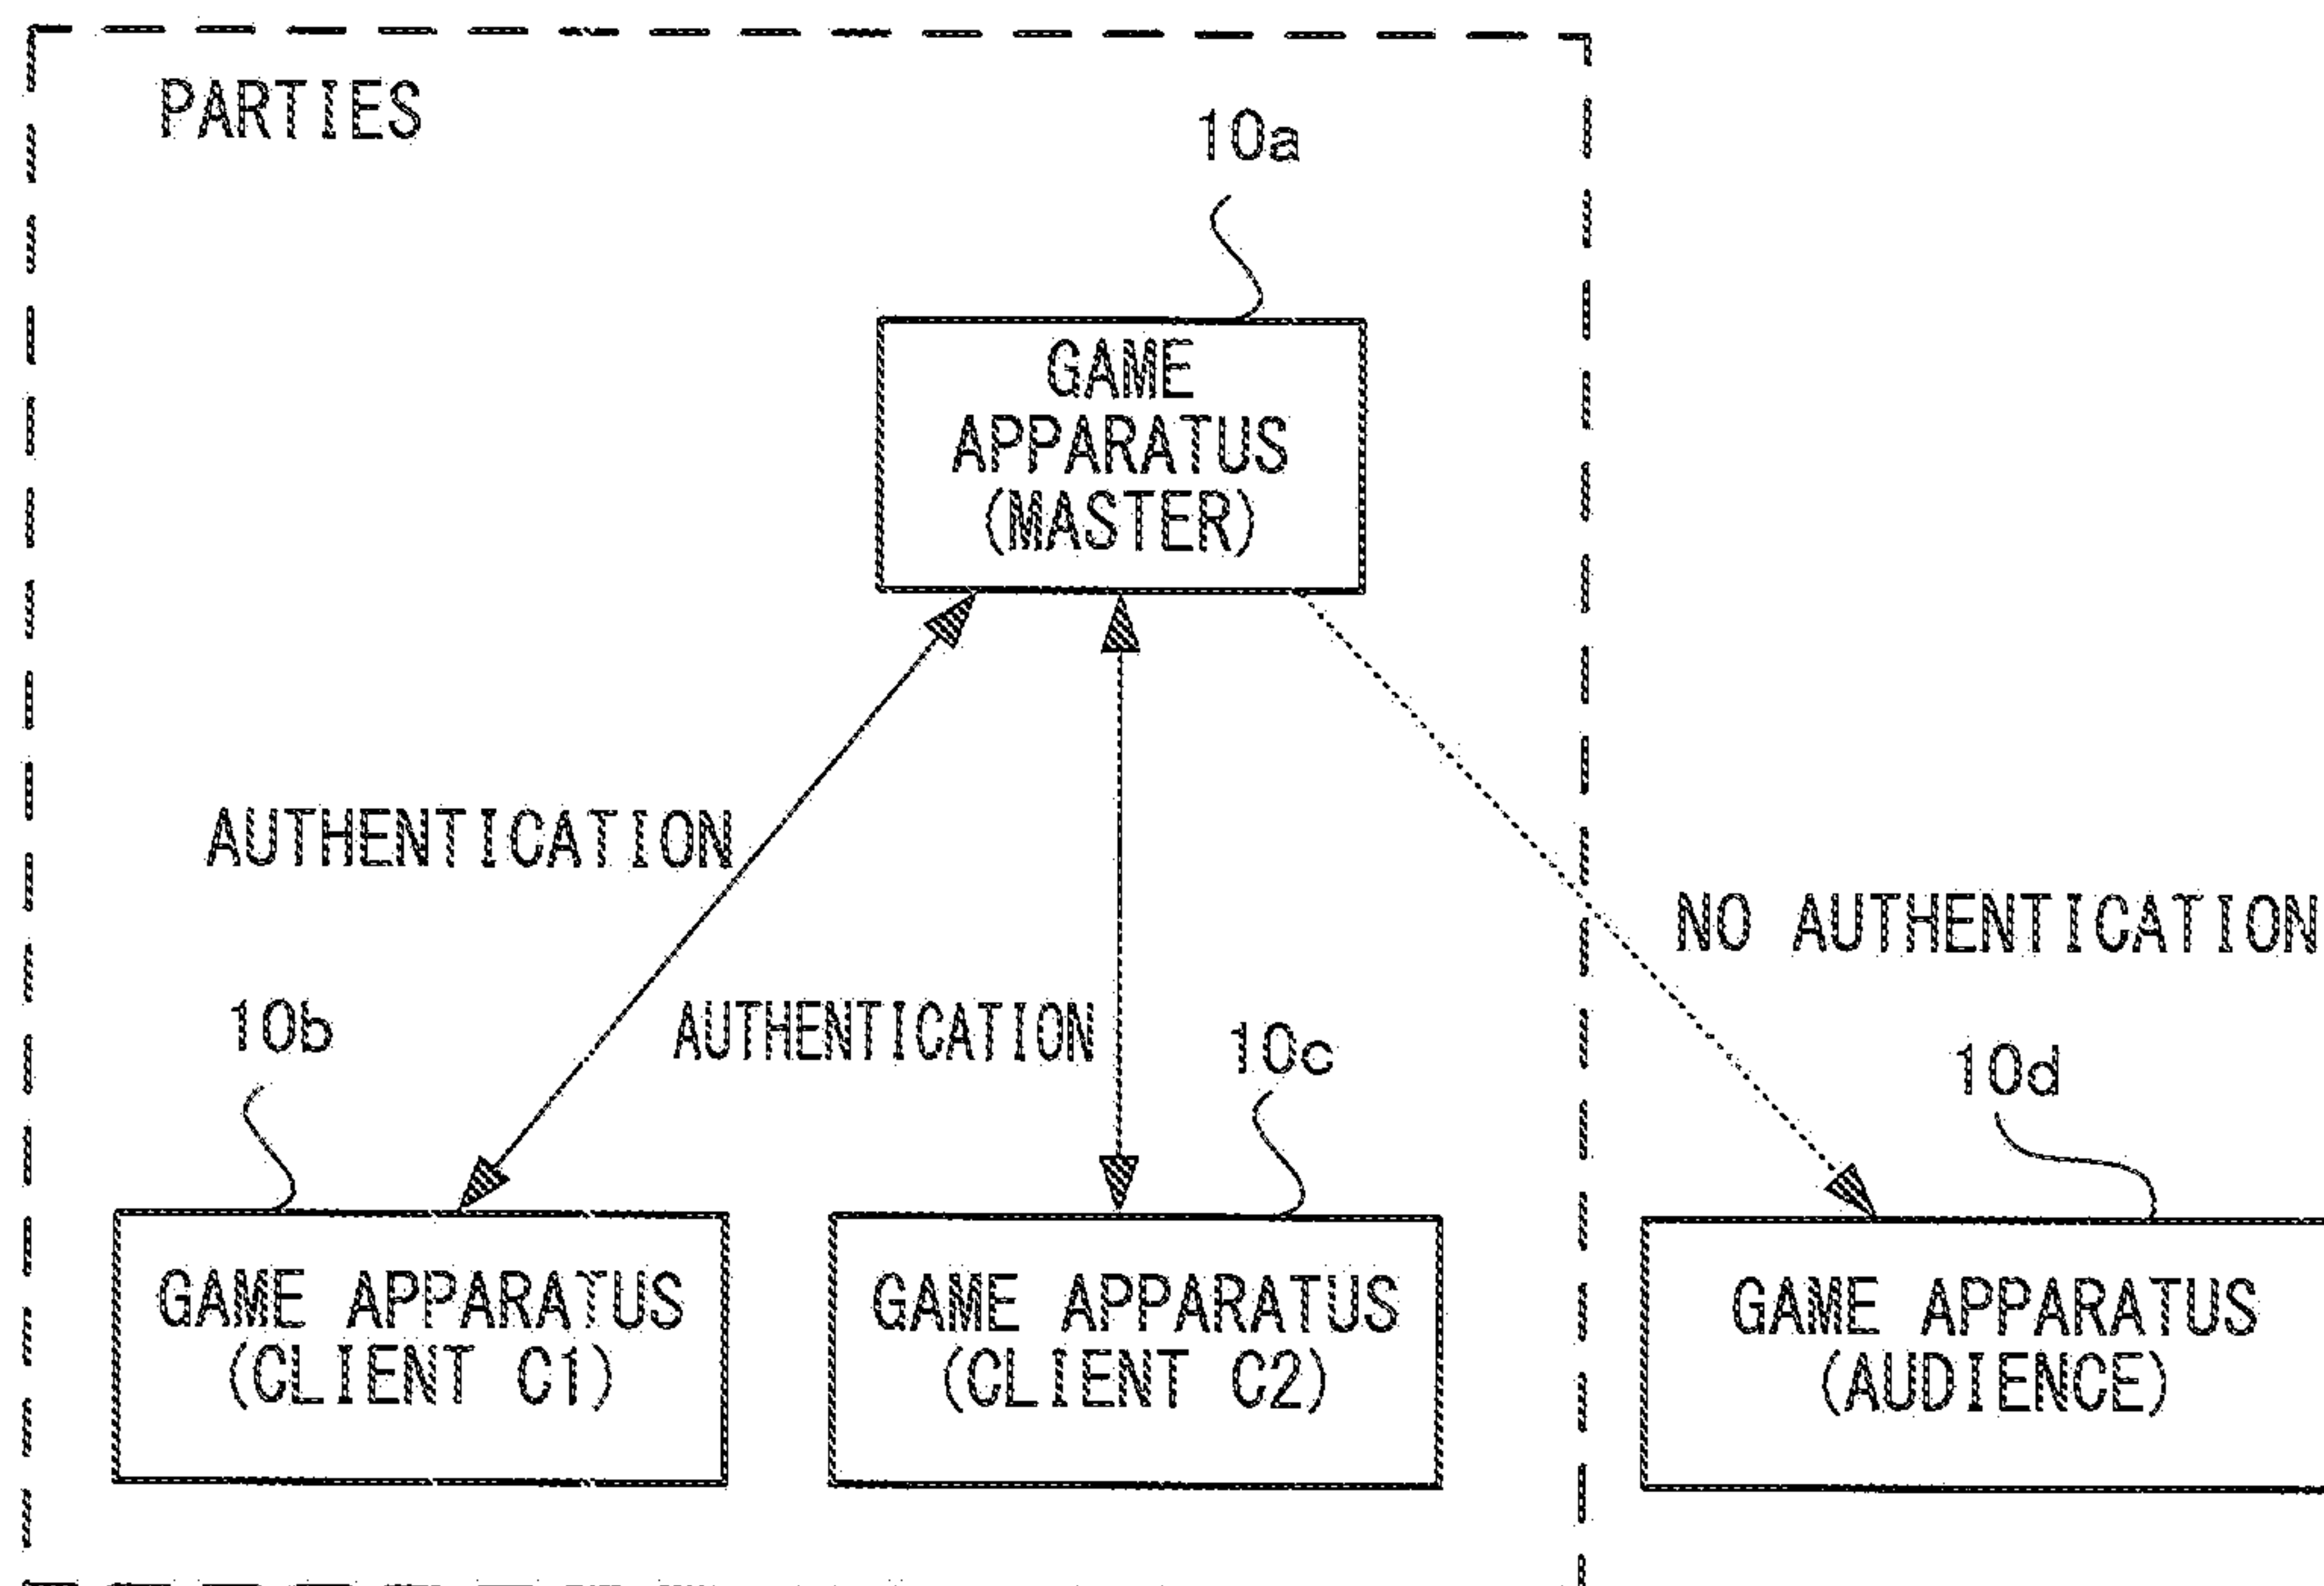 PARTIES
10a
GAME
APPARATUS
(MASTER)
AUTHENTICATION
NO AUTHENTICATION
10b
AUTHENTICATION
10c
10d
GAME APPARATUS
(CLIENT C1)
GAME APPARATUS
(CLIENT C2)
GAME APPARATUS
(AUDIENCE)